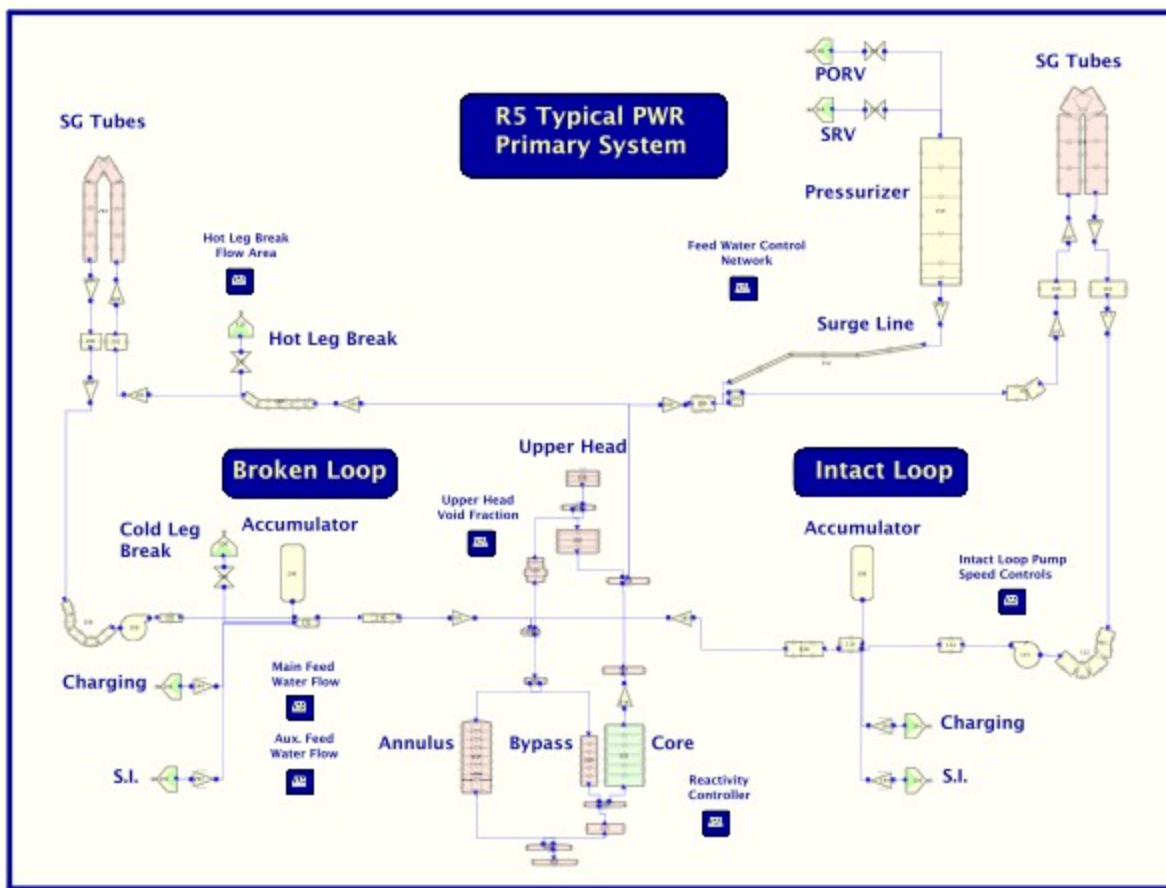 R5 Typical PWR
Primary System
SG Tubes
PORV
SRV
Pressurizer
SG Tubes
Hot Leg Break
Flow Area
Feed Water Control
Network
Hot Leg Break
Surge Line
Broken Loop
Upper Head
Intact Loop
Cold Leg
Break
Accumulator
Upper Head
Void Fraction
Accumulator
Intact Loop Pump
Speed Controls
Charging
Main Feed
Water Flow
S.I.
Aux. Feed
Water Flow
Annulus
Bypass
Core
Reactivity
Controller
Charging
S.I.